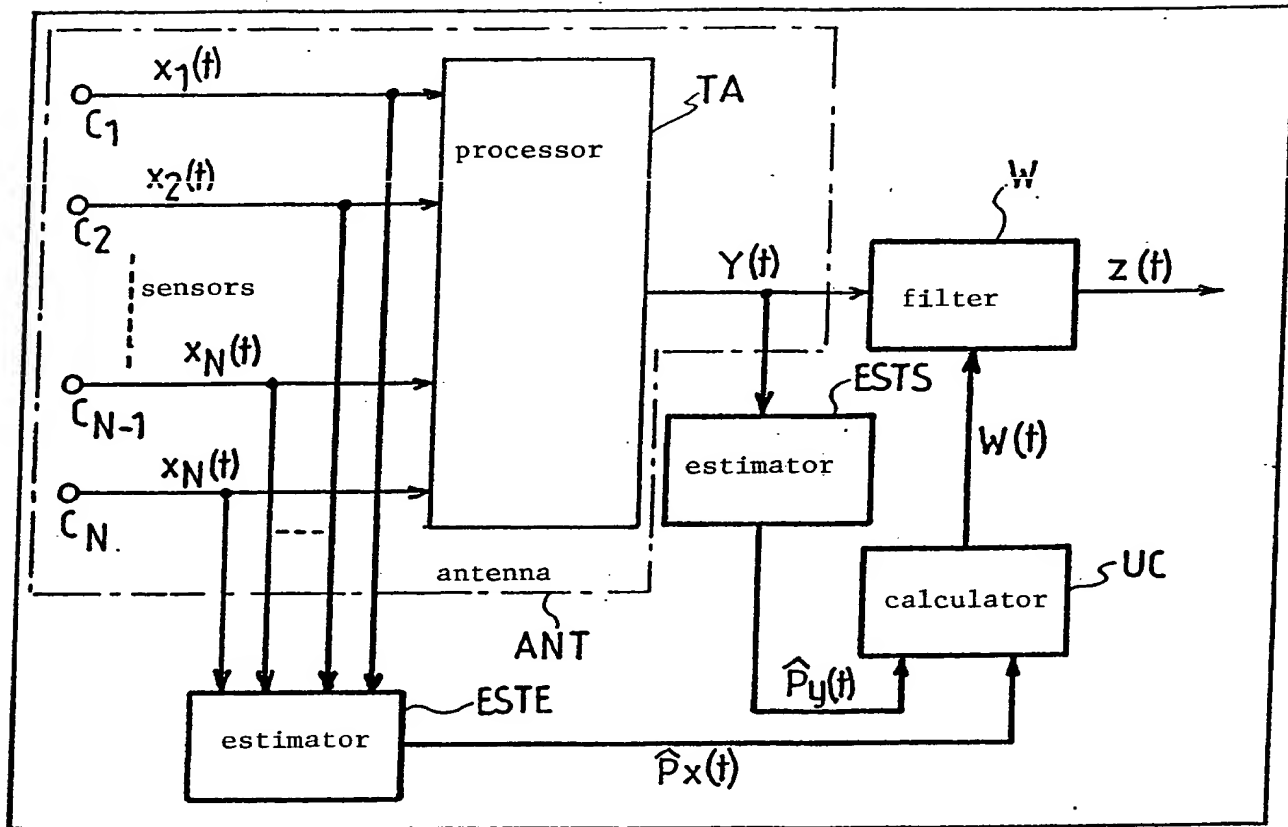 x1(t)
C1
TA
processor
x2(t)
C2
W
sensors
Y(t)
filter
z(t)
xN(t)
CN-1
ESTS
xN(t)
CN.
estimator
W(t)
antenna
ANT
calculator
UC
P̂y(t)
ESTE
estimator
P̂x(t)